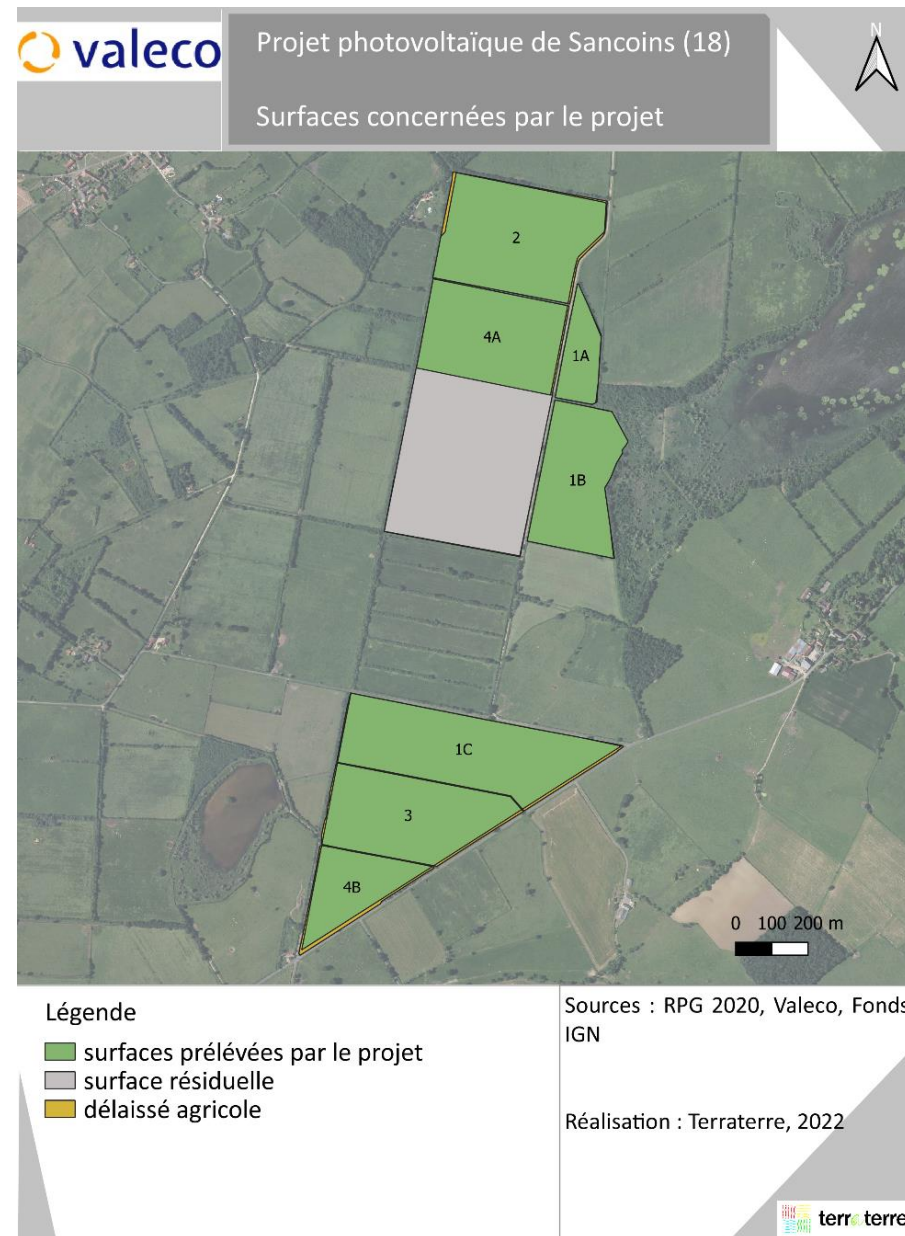 valeco
Projet photovoltaïque de Sancoins (18)
Surfaces concernées par le projet
N
2
4A
1A
1B
1C
3
4B
0 100 200 m
Légende
surfaces prélévées par le projet
surface résiduelle
délaissé agricole
Sources : RPG 2020, Valeco, Fonds
IGN
Réalisation : Terraterre, 2022
terraterre